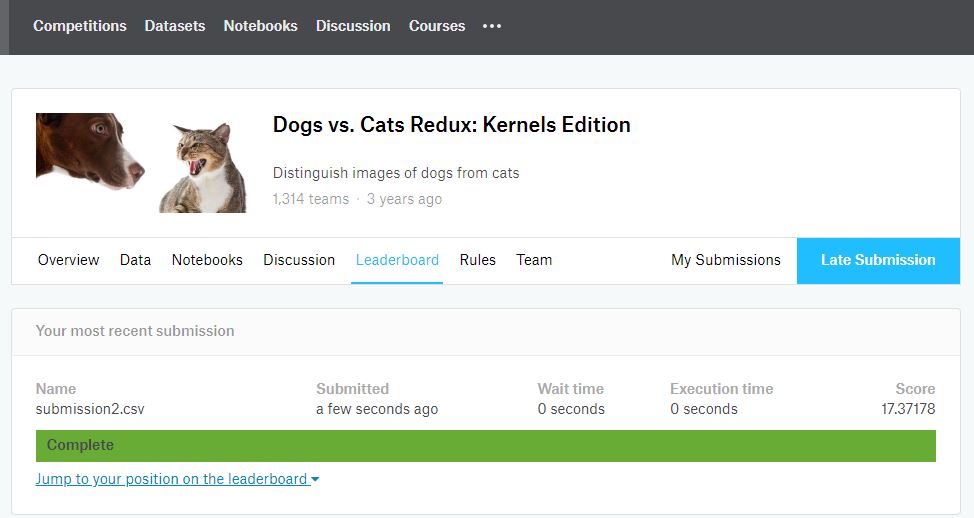 Competitions Datasets Notebooks Discussion Courses •••
Dogs vs. Cats Redux: Kernels Edition
Distinguish images of dogs from cats
1,314 teams · 3 years ago
Overview Data Notebooks Discussion Leaderboard Rules Team My Submissions Late Submission
Your most recent submission
Name Submitted Wait time Execution time Score
submission2.csv a few seconds ago 0 seconds 0 seconds 17.37178
Complete
Jump to your position on the leaderboard